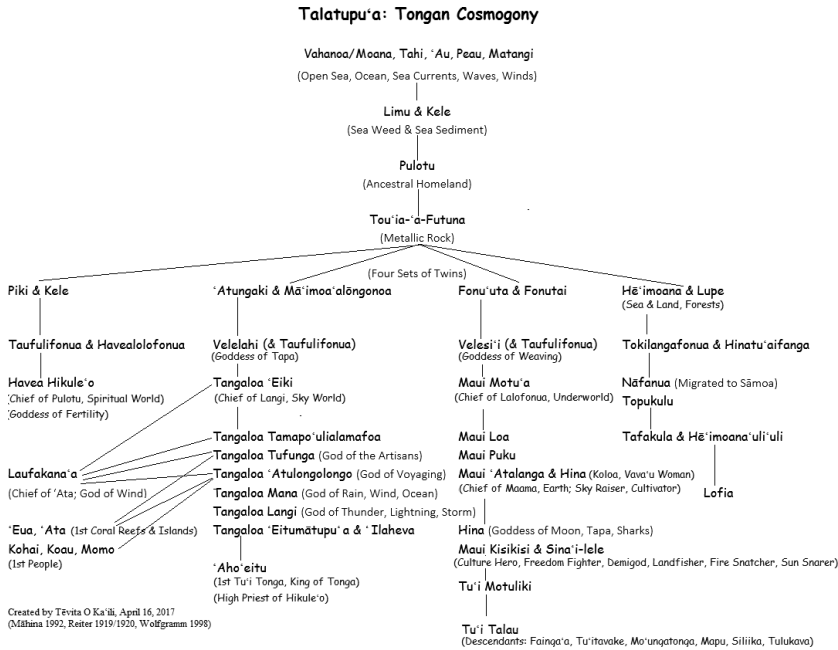 Talatupuʻa: Tongan Cosmogony
Vahanoa/Moana, Tahi, ʻAu, Peau, Matangi
(Open Sea, Ocean, Sea Currents, Waves, Winds)
Limu & Kele
(Sea Weed & Sea Sediment)
Pulotu
(Ancestral Homeland)
Touʻia-ʻa-Futuna
(Metallic Rock)
(Four Sets of Twins)
Piki & Kele
Taufulifonua & Havealolofonua
Havea Hikuleʻo
(Chief of Pulotu, Spiritual World)
(Goddess of Fertility)
Laufakanaʻa
(Chief of ʻAta; God of Wind)
ʻEua, ʻAta (1st Coral Reefs & Islands)
Kohai, Koau, Momo
(1st People)
ʻAtungaki & Māʻimoaʻalōngonoa
Velelahi (& Taufulifonua)
(Goddess of Tapa)
Tangaloa ʻEiki
(Chief of Langi, Sky World)
Tangaloa Tamapoʻulialamafoa
Tangaloa Tufunga (God of the Artisans)
Tangaloa ʻAtulongolongo (God of Voyaging)
Tangaloa Mana (God of Rain, Wind, Ocean)
Tangaloa Langi (God of Thunder, Lightning, Storm)
Tangaloa ʻEitumātupuʻa & ʻIlaheva
ʻAhoʻeitu
(1st Tuʻi Tonga, King of Tonga)
(High Priest of Hikuleʻo)
Fonuʻuta & Fonutai
Velesiʻi (& Taufulifonua)
(Goddess of Weaving)
Maui Motuʻa
(Chief of Lalofonua, Underworld)
Maui Loa
Maui Puku
Maui ʻAtalanga & Hina (Koloa, Vavaʻu Woman)
(Chief of Maama, Earth; Sky Raiser, Cultivator)
Hina (Goddess of Moon, Tapa, Sharks)
Maui Kisikisi & Sinaʻi-lele
(Culture Hero, Freedom Fighter, Demigod, Landfisher, Fire Snatcher, Sun Snarer)
Tuʻi Motuliki
Tuʻi Talau
(Descendants: Faingaʻa, Tuʻitavake, Moʻungatonga, Mapu, Siliika, Tulukava)
Hēʻimoana & Lupe
(Sea & Land, Forests)
Tokilangafonua & Hinatuʻaifanga
Nāfanua (Migrated to Sāmoa)
Topukulu
Tafakula & Hēʻimoanaʻuliʻuli
Lofia
Created by Tēvita O Kaʻili, April 16, 2017
(Māhina 1992, Reiter 1919/1920, Wolfgramm 1998)